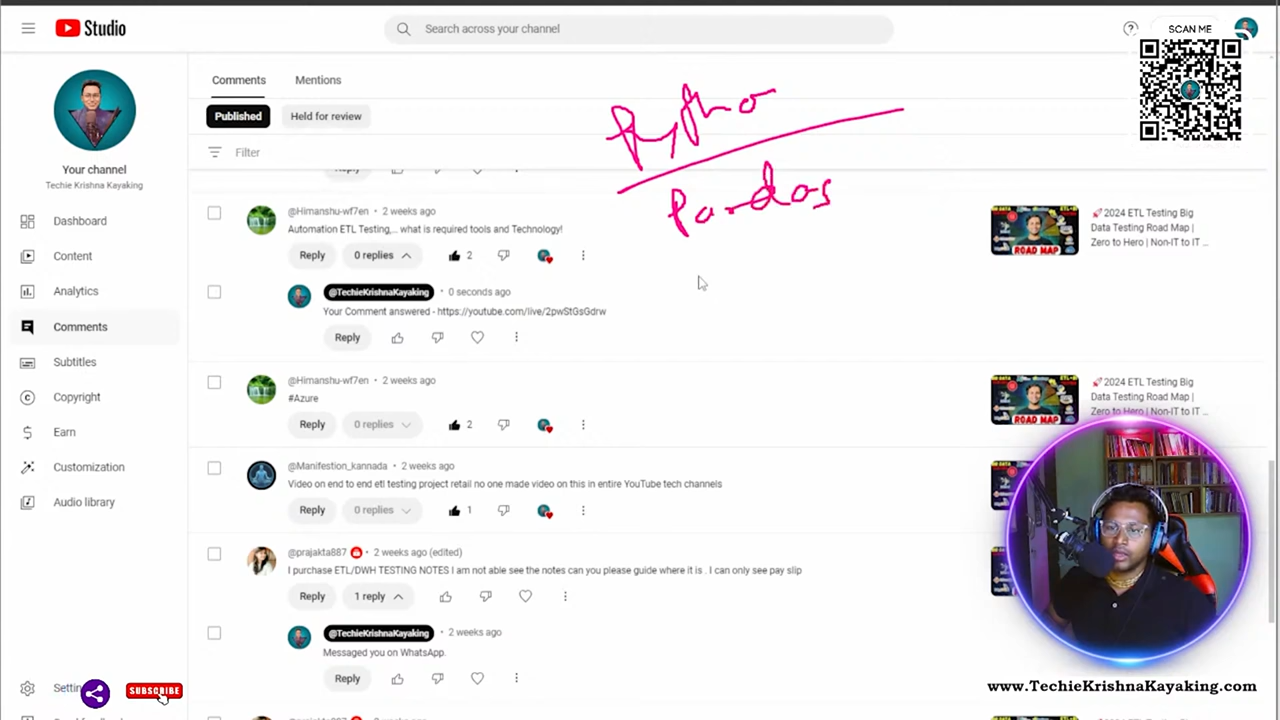 Studio
Search across your channel
SCAN ME
Your channel
Techie Krishna Kayaking
Dashboard
Content
Analytics
Comments
Subtitles
Copyright
Earn
Customization
Audio library
Comments
Mentions
Published
Held for review
Filter
Pytho
Pandas
@Himanshu-wf7en • 2 weeks ago
Automation ETL Testing,... what is required tools and Technology!
Reply 0 replies 2
@TechieKrishnaKayaking • 0 seconds ago
Your Comment answered - https://youtube.com/live/2pwStGsGdrw
Reply
@Himanshu-wf7en • 2 weeks ago
#Azure
Reply 0 replies 2
@Manifestion_kannada • 2 weeks ago
Video on end to end etl testing project retail no one made video on this in entire YouTube tech channels
Reply 0 replies 1
@prajakta887 • 2 weeks ago (edited)
I purchase ETL/DWH TESTING NOTES I am not able see the notes can you please guide where it is . I can only see pay slip
Reply 1 reply
@TechieKrishnaKayaking • 2 weeks ago
Messaged you on WhatsApp.
Reply
ROAD MAP
2024 ETL Testing Big
Data Testing Road Map |
Zero to Hero | Non-IT to IT ...
ROAD MAP
2024 ETL Testing Big
Data Testing Road Map |
Zero to Hero | Non-IT to IT ...
SUBSCRIBE
www.TechieKrishnaKayaking.com